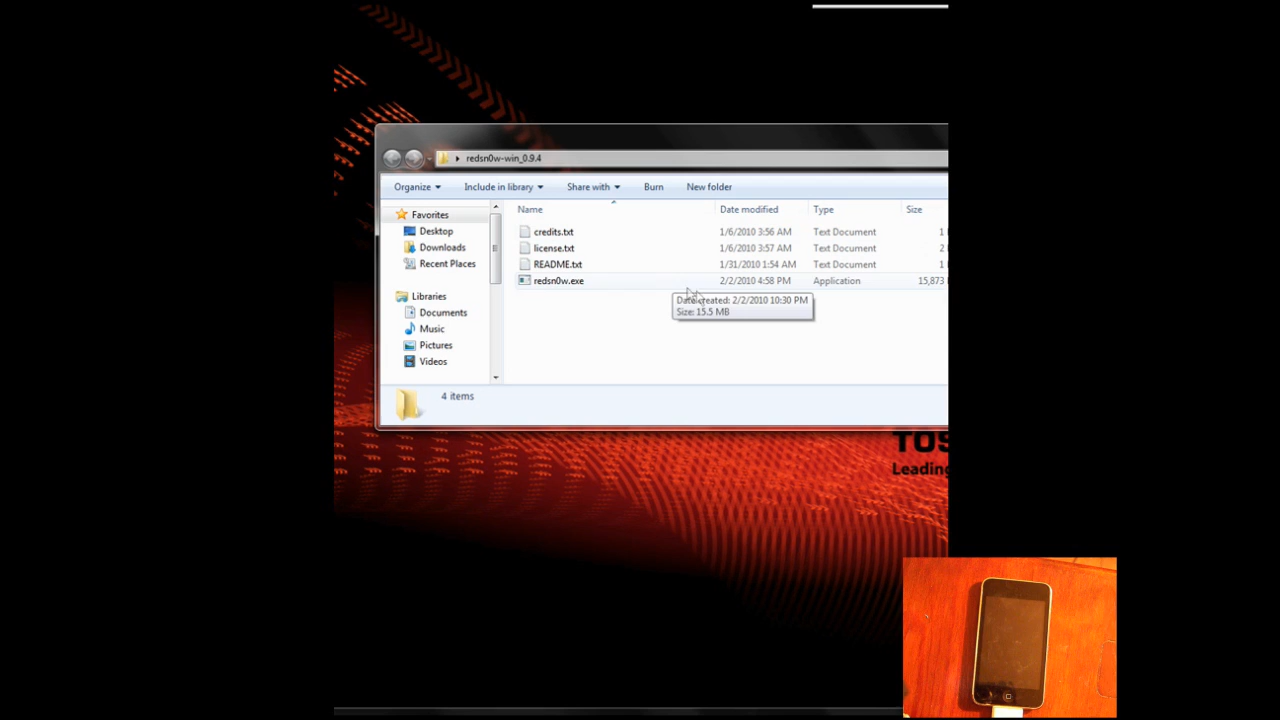 redsn0w-win_0.9.4
Organize Include in library Share with Burn New folder
Name Date modified Type Size
Favorites
Desktop
Downloads
Recent Places
Libraries
Documents
Music
Pictures
Videos
credits.txt 1/6/2010 3:56 AM Text Document 1
license.txt 1/6/2010 3:57 AM Text Document 2
README.txt 1/31/2010 1:54 AM Text Document 1
redsn0w.exe 2/2/2010 4:58 PM Application 15,873
Date created: 2/2/2010 10:30 PM
Size: 15.5 MB
4 items
TOS
Leading